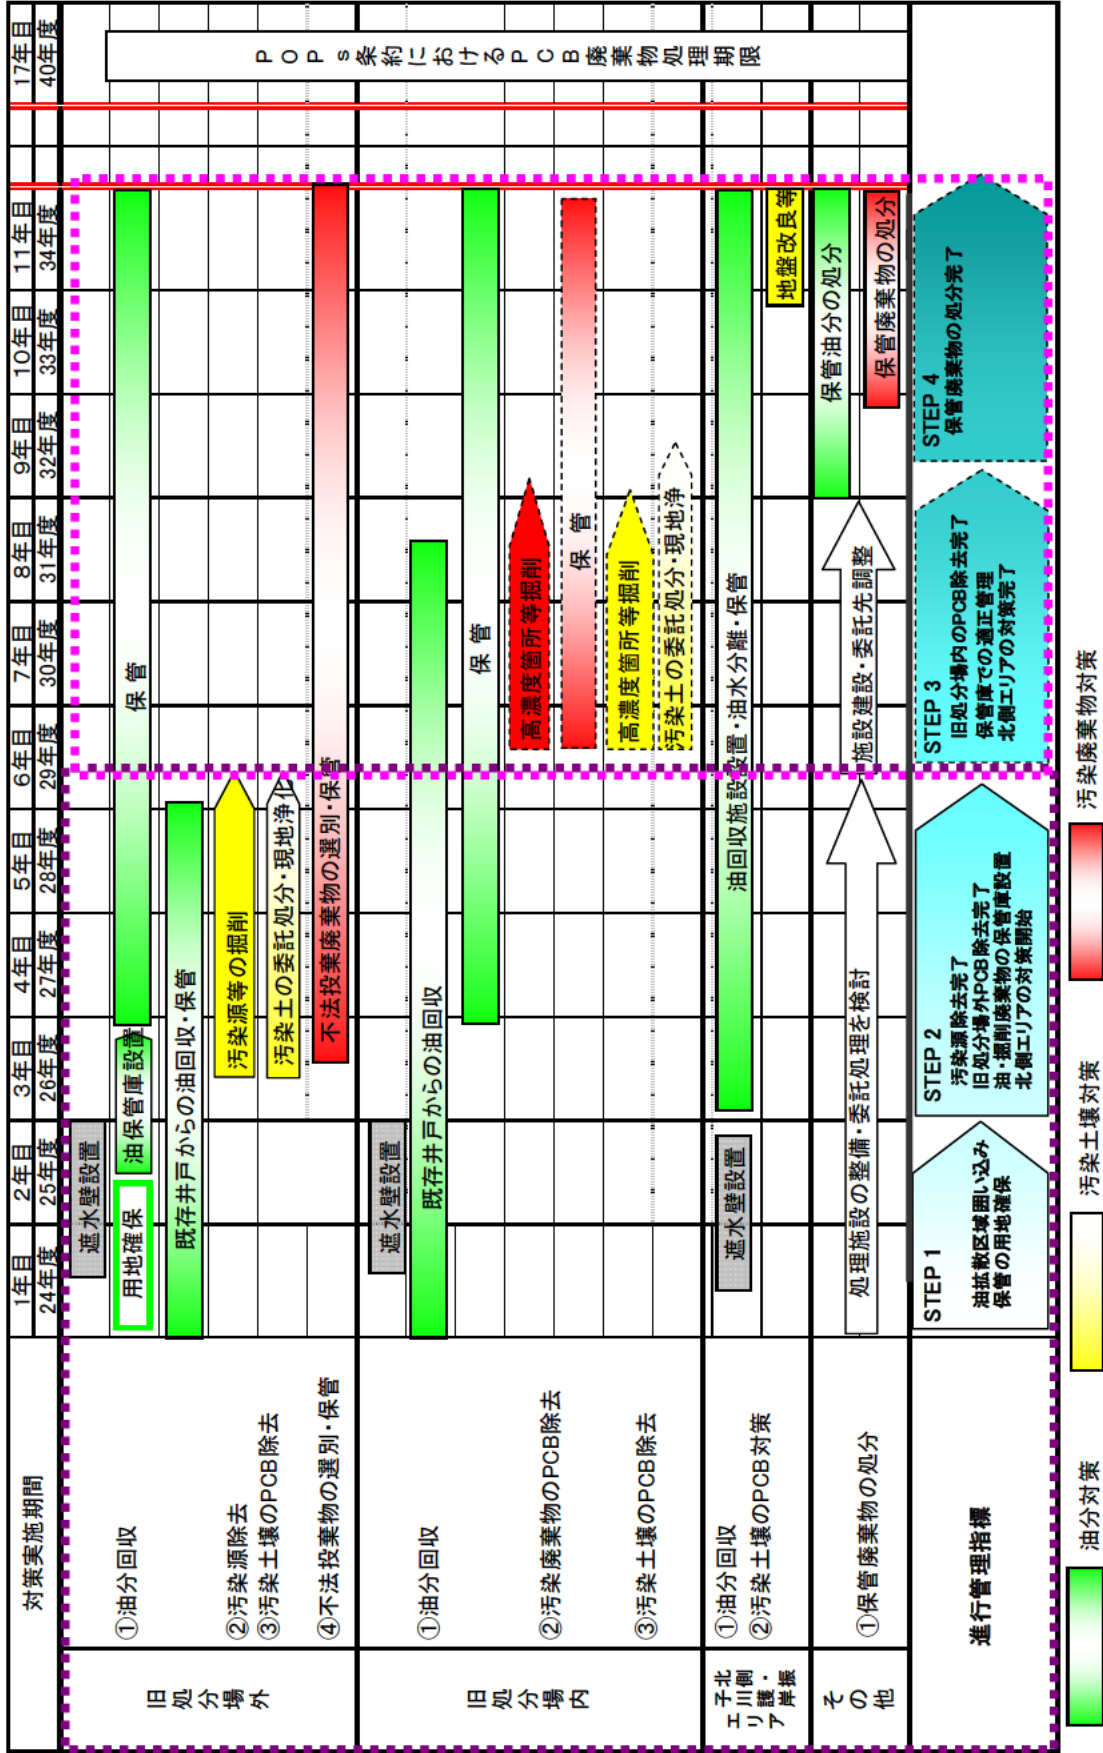 対策実施期間
1年目
2年目
3年目
4年目
5年目
6年目
7年目
8年目
9年目
10年目
11年目
17年目
24年度
25年度
26年度
27年度
28年度
29年度
30年度
31年度
32年度
33年度
34年度
40年度
旧処分場外
①油分回収
②汚染源除去
③汚染土壌のPCB除去
④不法投棄物の選別・保管
遮水壁設置
用地確保
油保管庫設置
保管
既存井戸からの油回収・保管
汚染源等の掘削
汚染土の委託処分・現地浄化
不法投棄廃棄物の選別・保管
旧処分場内
①油分回収
②汚染廃棄物のPCB除去
③汚染土壌のPCB除去
遮水壁設置
既存井戸からの油回収
保管
高濃度箇所等掘削
保管
高濃度箇所等掘削
汚染土の委託処分・現地浄
北側護岸・振子川エリア
①油分回収
②汚染土壌のPCB対策
遮水壁設置
油回収施設設置・油水分離・保管
地盤改良等
その他
①保管廃棄物の処分
処理施設の整備・委託処理を検討
施設建設・委託先調整
保管油分の処分
保管廃棄物の処分
POPs条約におけるPCB廃棄物処理期限
進行管理指標
STEP 1
油拡散区域囲い込み
保管の用地確保
STEP 2
汚染源除去完了
旧処分場外PCB除去完了
油・掘削廃棄物の保管庫設置
北側エリアの対策開始
STEP 3
旧処分場内のPCB除去完了
保管庫での適正管理
北側エリアの対策完了
STEP 4
保管廃棄物の処分完了
油分対策
汚染土壌対策
汚染廃棄物対策